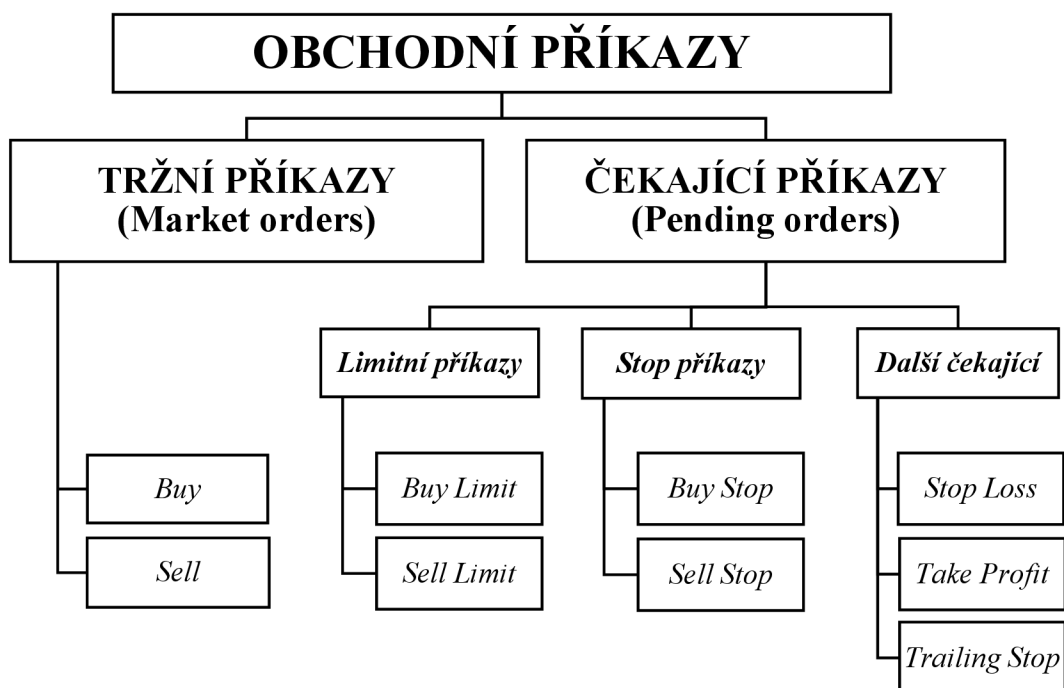 OBCHODNÍ PŘÍKAZY
TRŽNÍ PŘÍKAZY
(Market orders)
ČEKAJÍCÍ PŘÍKAZY
(Pending orders)
Limitní příkazy
Stop příkazy
Další čekající
Buy
Sell
Buy Limit
Sell Limit
Buy Stop
Sell Stop
Stop Loss
Take Profit
Trailing Stop